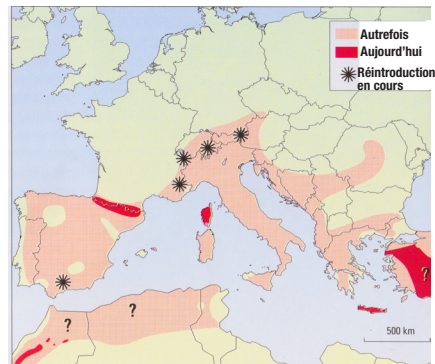 Autrefois
Aujourd'hui
Réintroduction
en cours
?
?
?
500 km